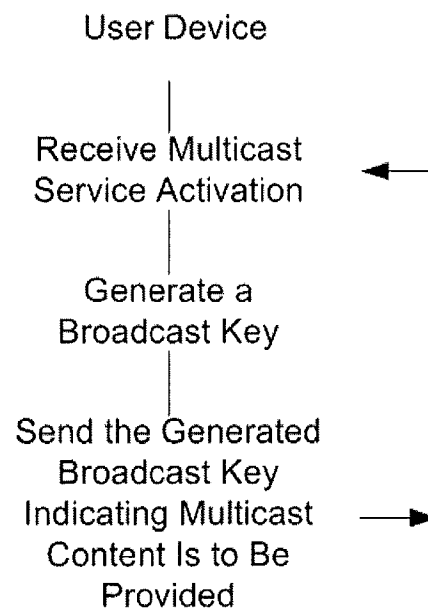 User Device
Receive Multicast
Service Activation
Generate a
Broadcast Key
Send the Generated
Broadcast Key
Indicating Multicast
Content Is to Be
Provided